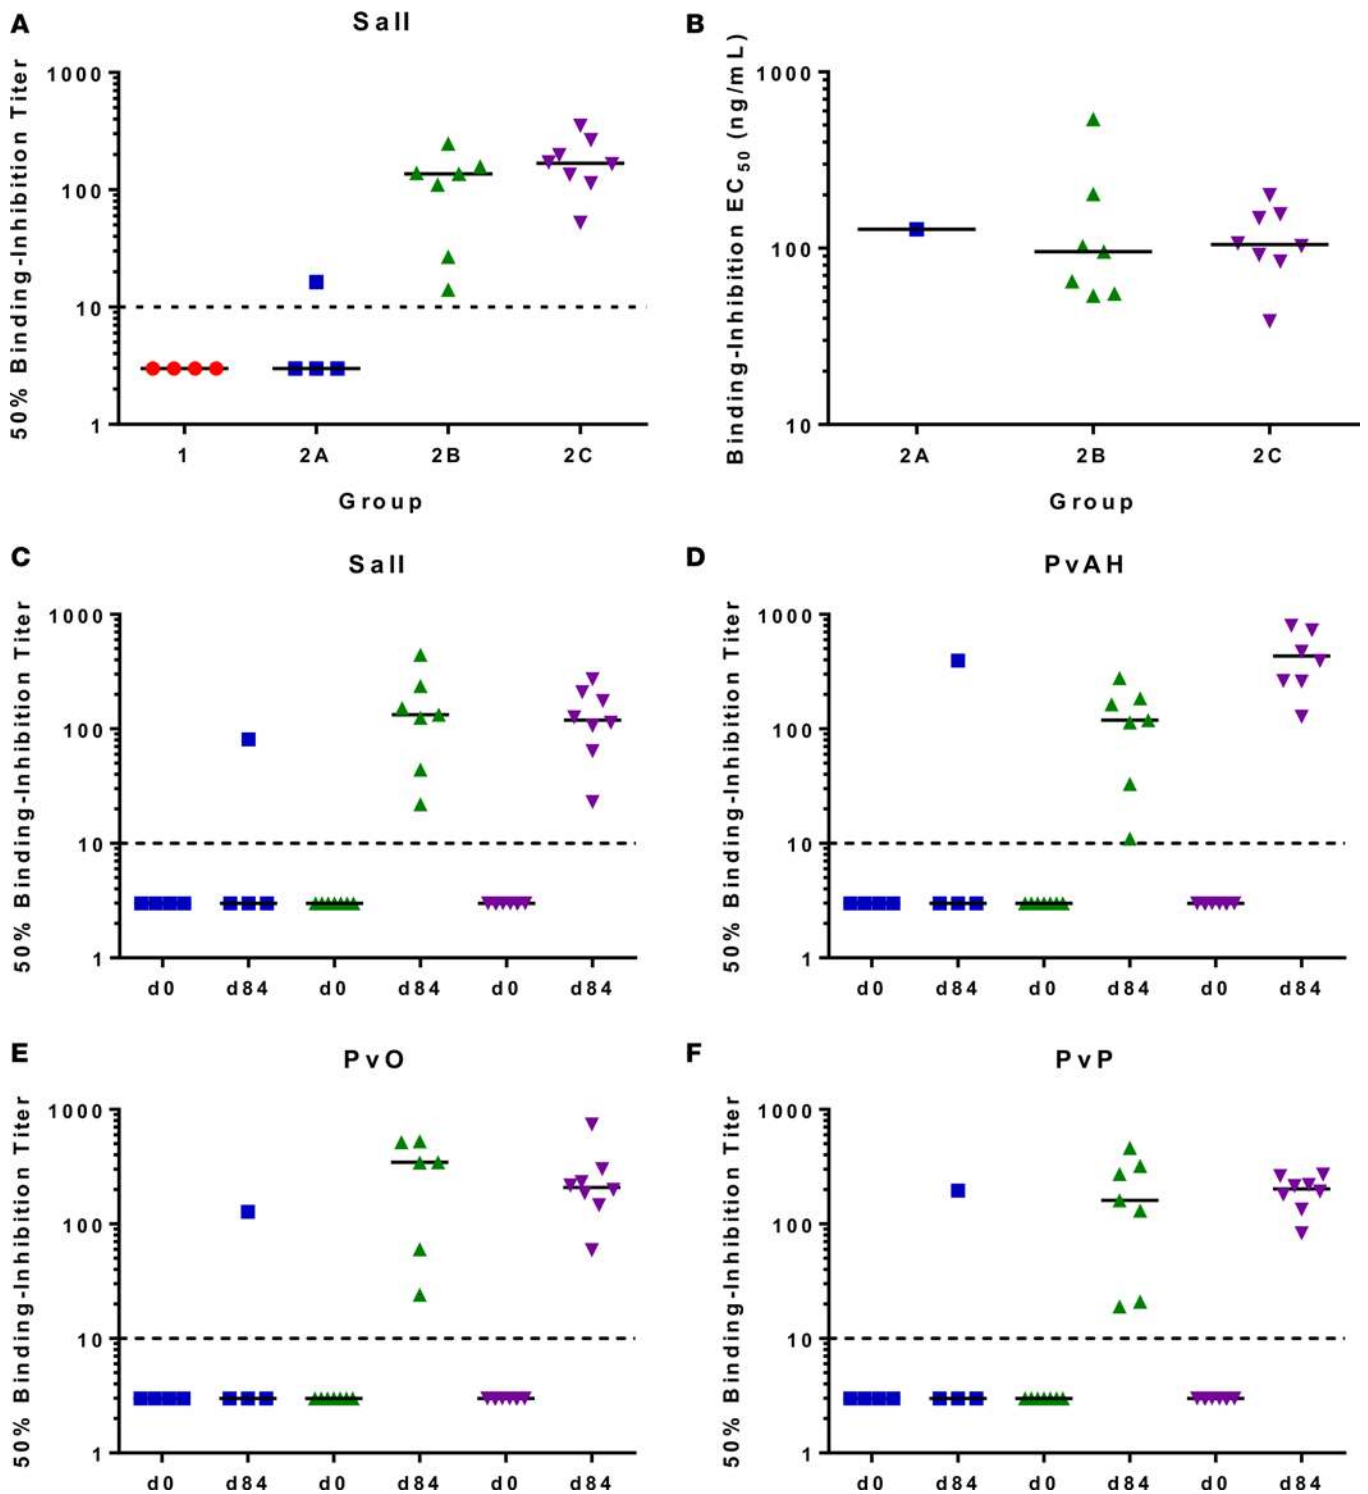 A
SalI
50% Binding-Inhibition Titer
1000
100
10
1
1 2A 2B 2C
Group
B
Binding-Inhibition EC50 (ng/mL)
1000
100
10
2A 2B 2C
Group
C
SalI
50% Binding-Inhibition Titer
1000
100
10
1
d0 d84 d0 d84 d0 d84
D
PvAH
50% Binding-Inhibition Titer
1000
100
10
1
d0 d84 d0 d84 d0 d84
E
PvO
50% Binding-Inhibition Titer
1000
100
10
1
d0 d84 d0 d84 d0 d84
F
PvP
50% Binding-Inhibition Titer
1000
100
10
1
d0 d84 d0 d84 d0 d84